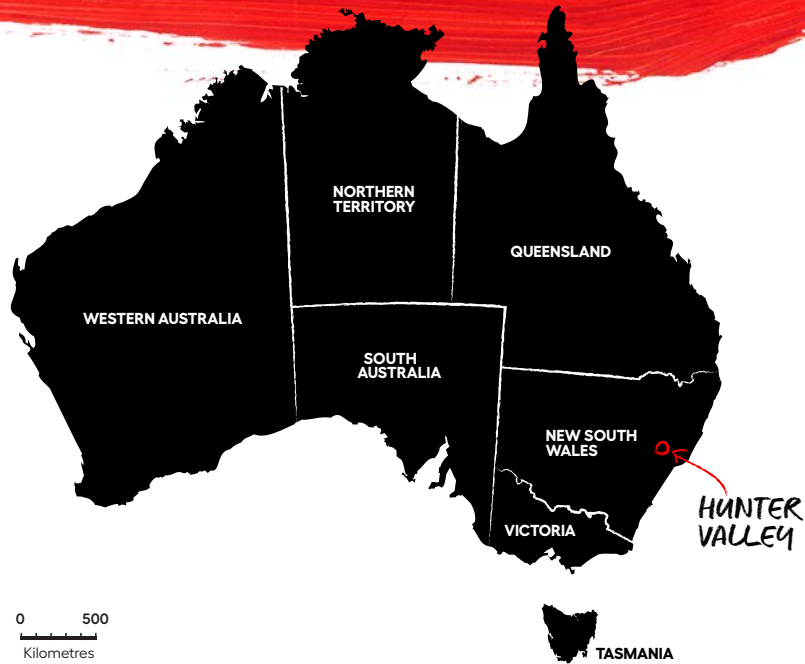 NORTHERN
TERRITORY
QUEENSLAND
WESTERN AUSTRALIA
SOUTH
AUSTRALIA
NEW SOUTH
WALES
HUNTER
VALLEY
VICTORIA
0 500
Kilometres
TASMANIA